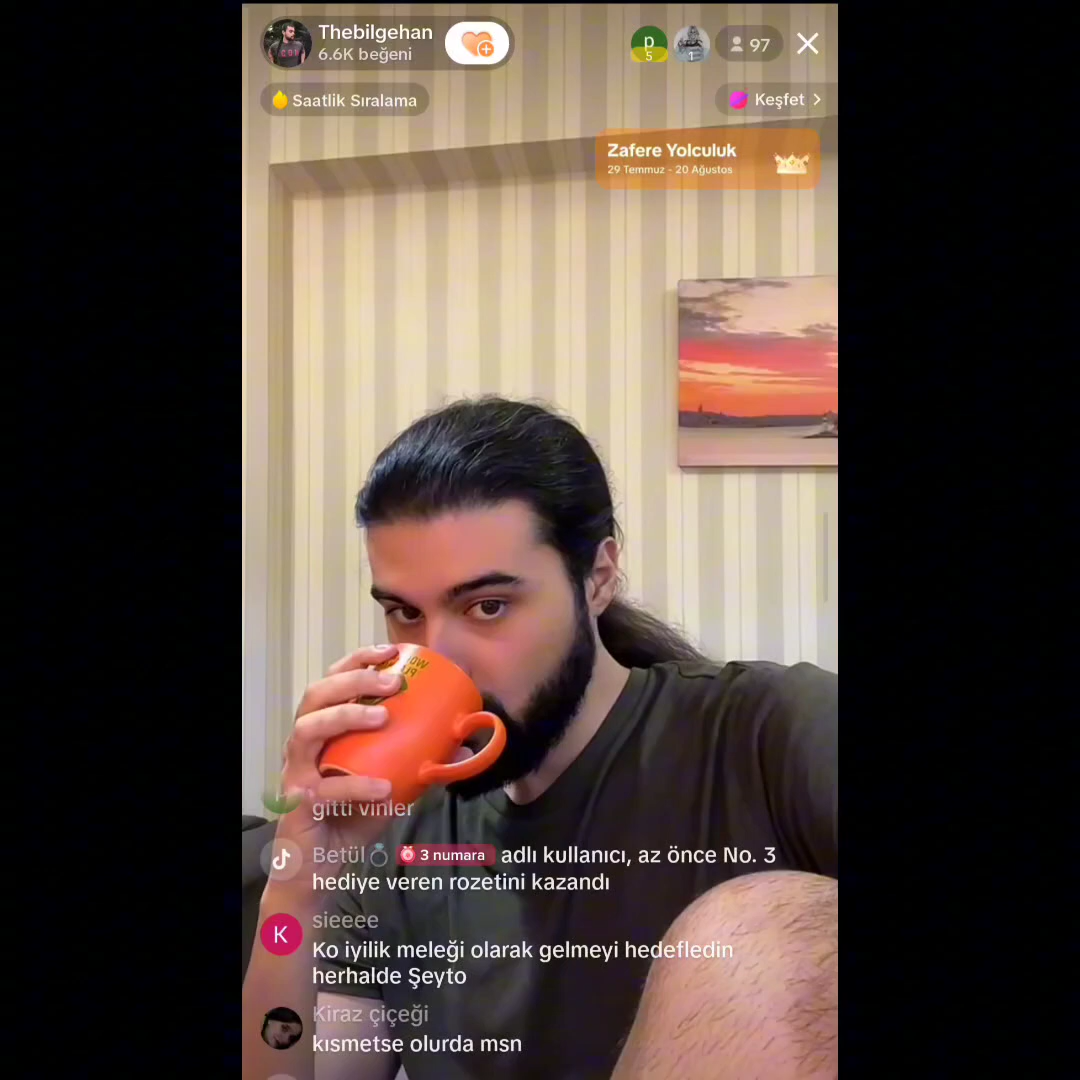 Thebilgehan
6.6K beğeni
p
5
1
97
Saatlik Sıralama
Keşfet
Zafere Yolculuk
29 Temmuz - 20 Ağustos
gitti vinler
Betül 3 numara adlı kullanıcı, az önce No. 3
hediye veren rozetini kazandı
K
sieeee
Ko iyilik meleği olarak gelmeyi hedefledin
herhalde Şeyto
Kiraz çiçeği
kısmetse olurda msn